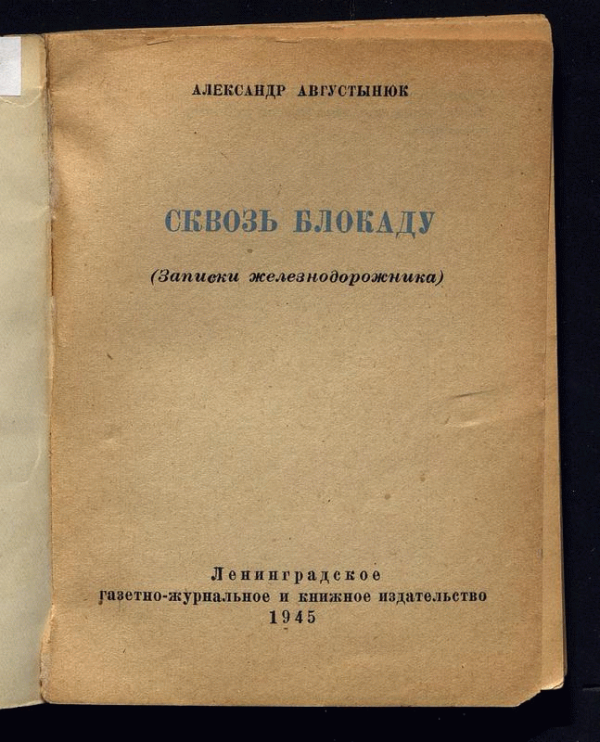 АЛЕКСАНДР АВГУСТЫНЮК
СКВОЗЬ БЛОКАДУ
(Записки железнодорожника)
Ленинградское
газетно-журнальное и книжное издательство
1945